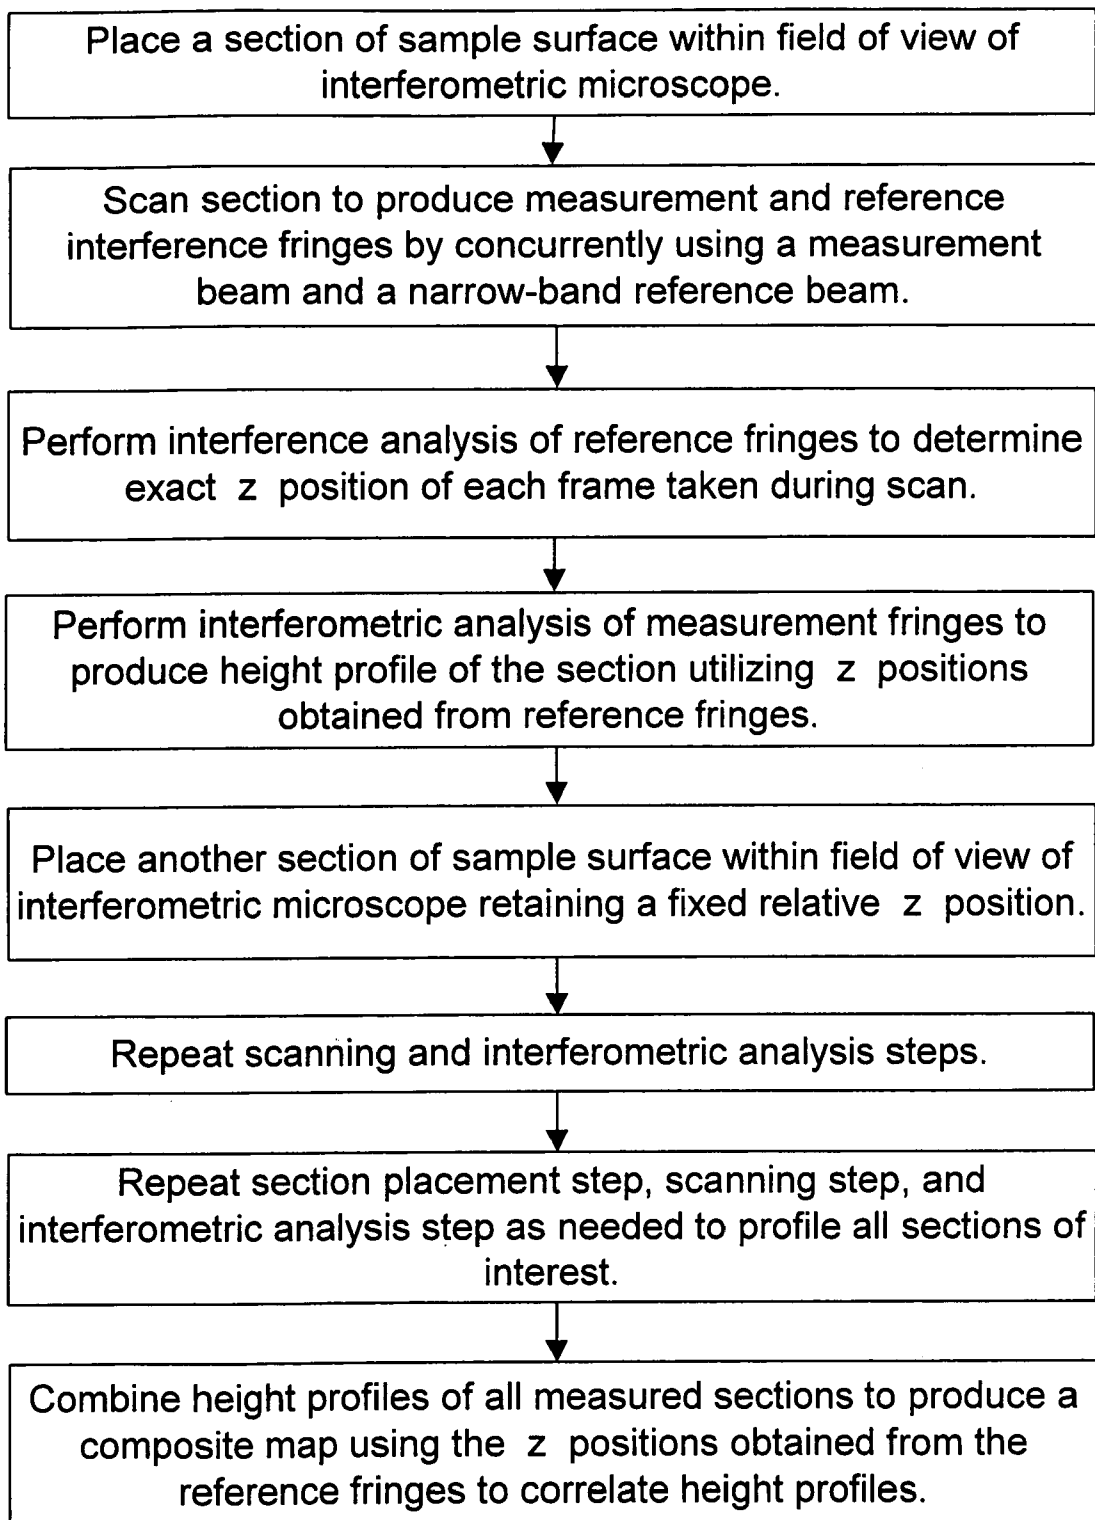 Place a section of sample surface within field of view of
interferometric microscope.
Scan section to produce measurement and reference
interference fringes by concurrently using a measurement
beam and a narrow-band reference beam.
Perform interference analysis of reference fringes to determine
exact z position of each frame taken during scan.
Perform interferometric analysis of measurement fringes to
produce height profile of the section utilizing z positions
obtained from reference fringes.
Place another section of sample surface within field of view of
interferometric microscope retaining a fixed relative z position.
Repeat scanning and interferometric analysis steps.
Repeat section placement step, scanning step, and
interferometric analysis step as needed to profile all sections of
interest.
Combine height profiles of all measured sections to produce a
composite map using the z positions obtained from the
reference fringes to correlate height profiles.